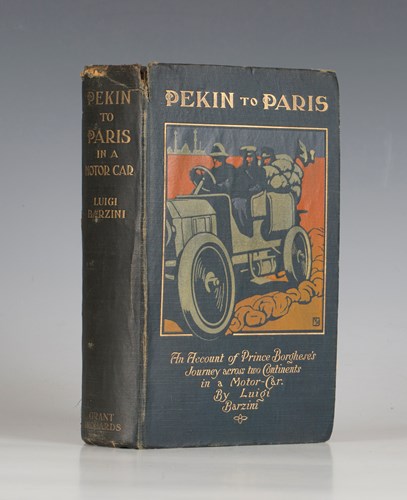 PEKIN
TO
PARIS
IN A
MOTOR CAR
LUIGI
BARZINI
GRANT
RICHARDS
PEKIN TO PARIS
An Account of Prince Borghese's
Journey across two Continents
in a Motor-Car.
By Luigi
Barzini